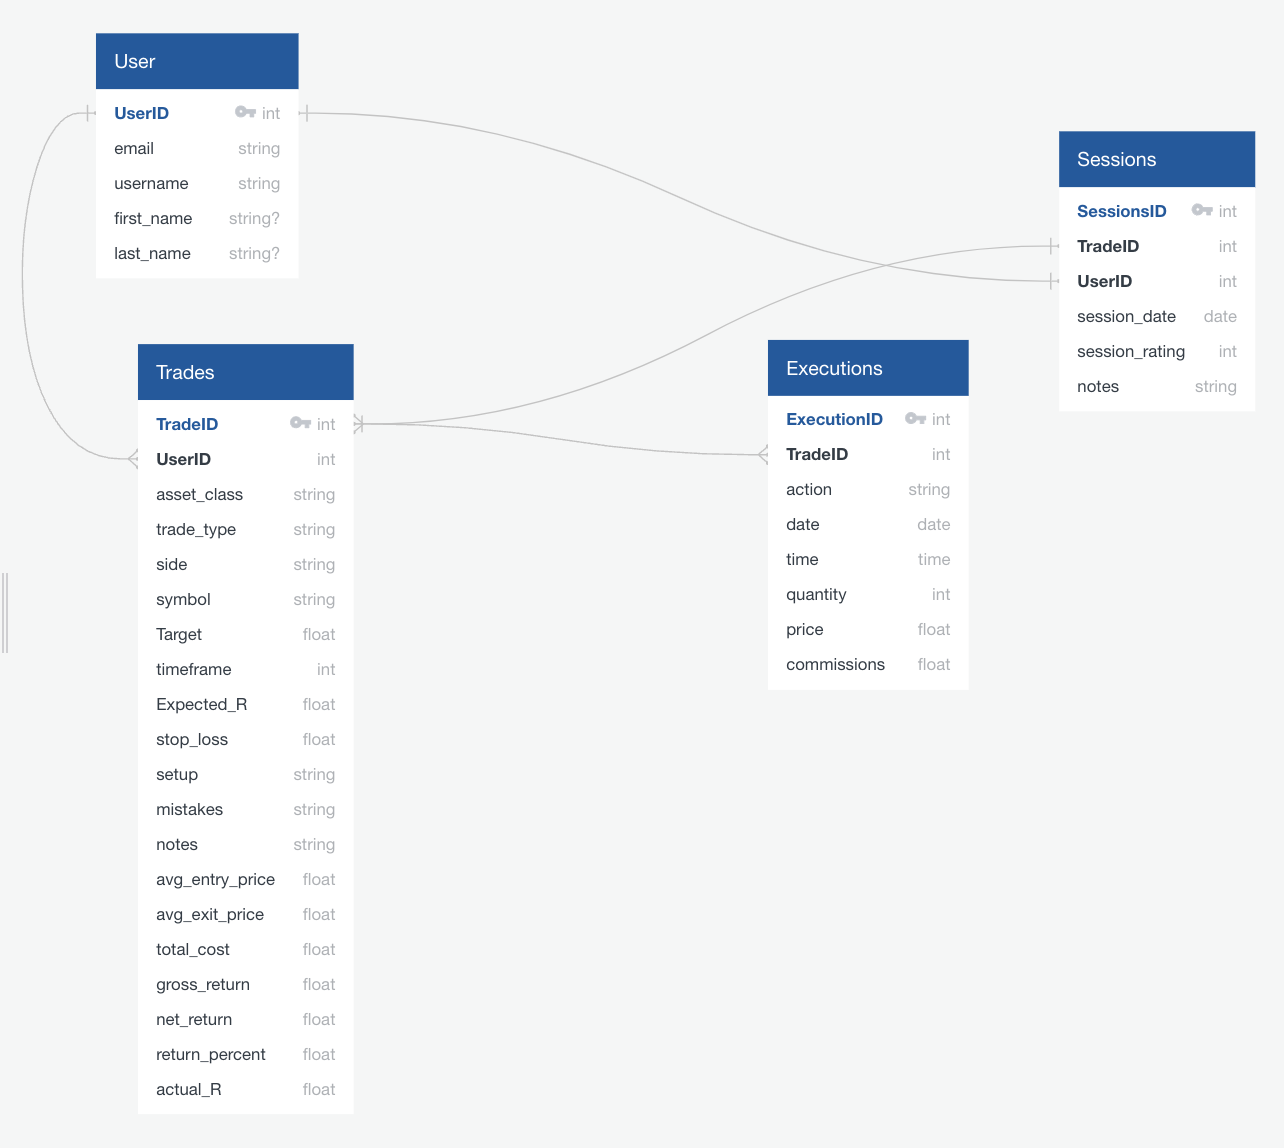 User
UserID int
email string
username string
first_name string?
last_name string?
Sessions
SessionsID int
TradeID int
UserID int
session_date date
session_rating int
notes string
Trades
TradeID int
UserID int
asset_class string
trade_type string
side string
symbol string
Target float
timeframe int
Expected_R float
stop_loss float
setup string
mistakes string
notes string
avg_entry_price float
avg_exit_price float
total_cost float
gross_return float
net_return float
return_percent float
actual_R float
Executions
ExecutionID int
TradeID int
action string
date date
time time
quantity int
price float
commissions float